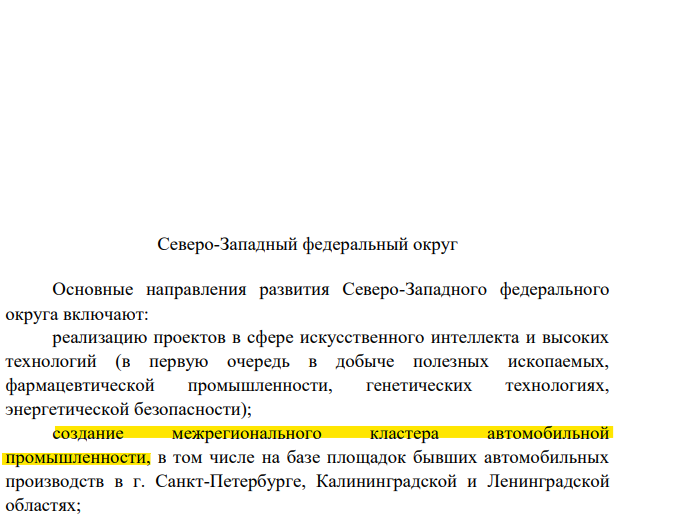 Северо-Западный федеральный округ
Основные направления развития Северо-Западного федерального
округа включают:
реализацию проектов в сфере искусственного интеллекта и высоких
технологий (в первую очередь в добыче полезных ископаемых,
фармацевтической промышленности, генетических технологиях,
энергетической безопасности);
создание межрегионального кластера автомобильной
промышленности, в том числе на базе площадок бывших автомобильных
производств в г. Санкт-Петербурге, Калининградской и Ленинградской
областях;